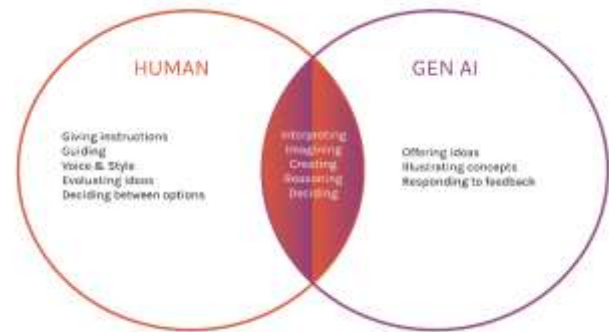 HUMAN
Giving instructions
Guiding
Voice & Style
Evaluating ideas
Deciding between options
Interpreting
Imagining
Creating
Reasoning
Deciding
GEN AI
Offering ideas
Illustrating concepts
Responding to feedback